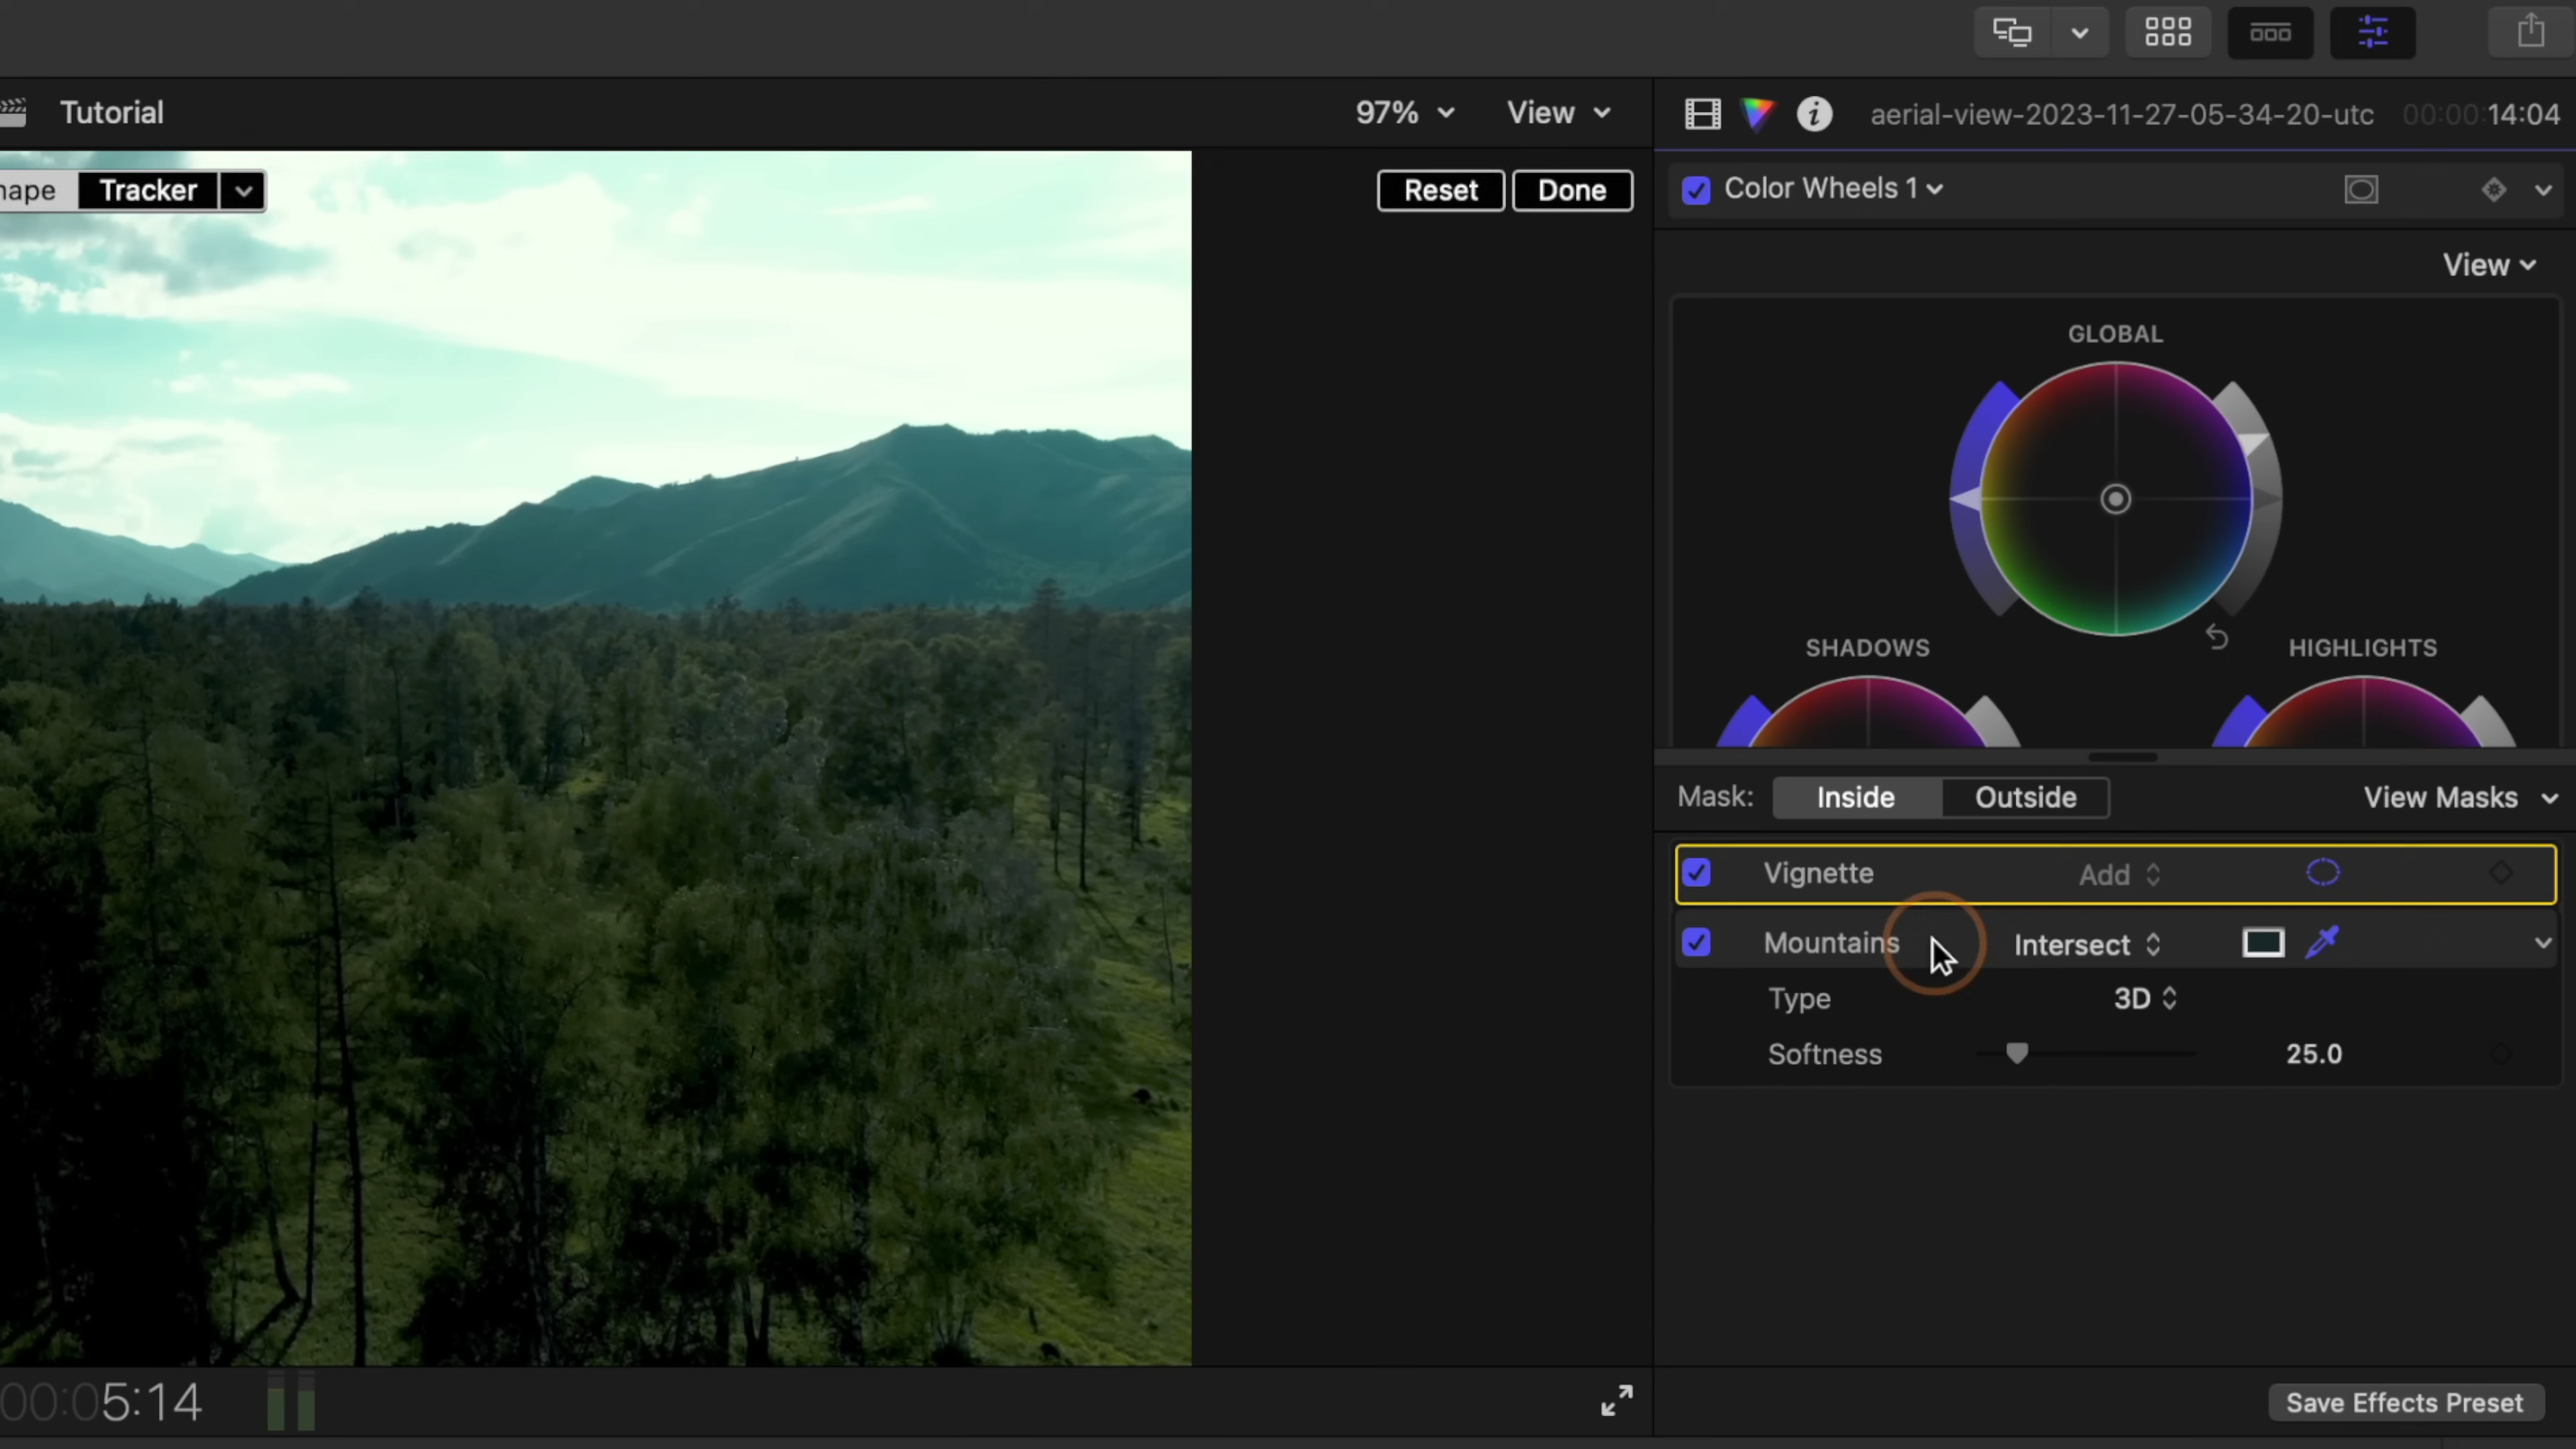 Tutorial
97%
View
aerial-view-2023-11-27-05-34-20-utc
00:00:14:04
Tracker
Reset
Done
Color Wheels 1
View
GLOBAL
SHADOWS
HIGHLIGHTS
Mask:
Inside
Outside
View Masks
Vignette
Add
Mountains
Intersect
Type
3D
Softness
25.0
00:05:14
Save Effects Preset